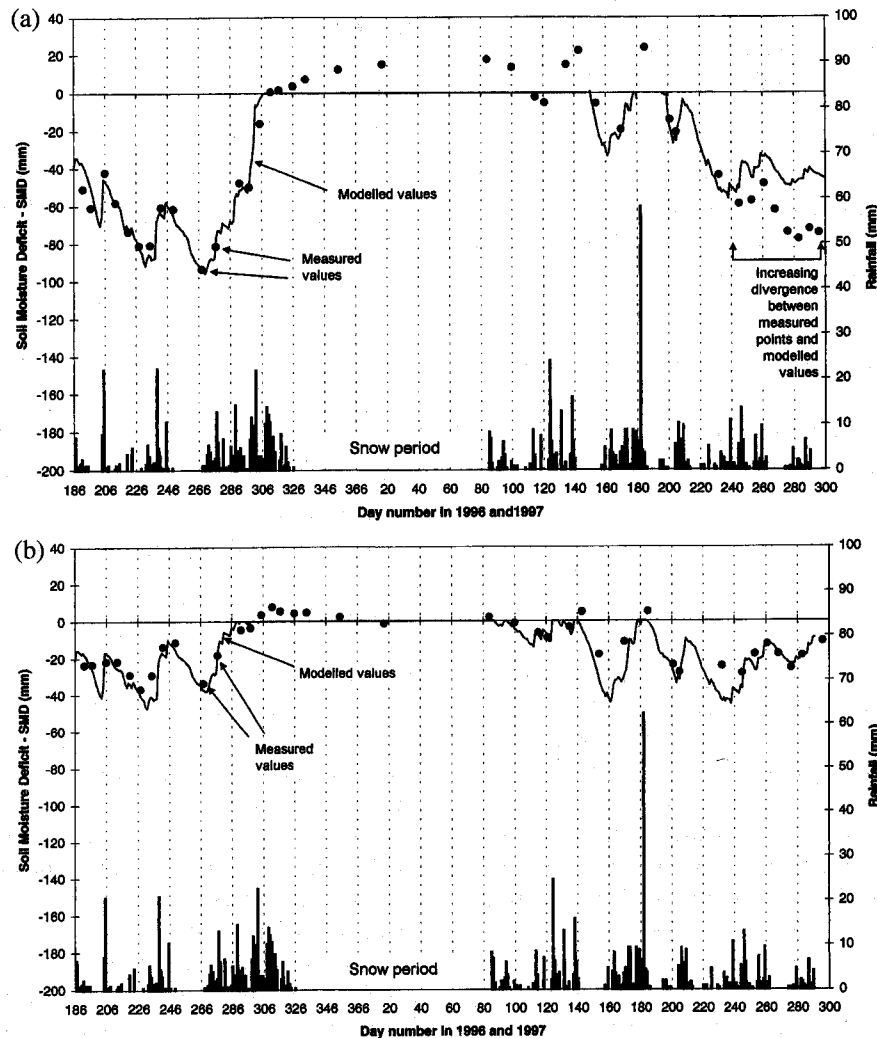 (a)
40
20
0
-20
-40
-60
-80
-100
-120
-140
-160
-180
-200
Soil Moisture Deficit - SMD (mm)
100
90
80
70
60
50
40
30
20
10
0
Rainfall (mm)
Modelled values
Measured
values
Increasing
divergence
between
measured
points and
modelled
values
Snow period
186 206 226 246 266 286 306 326 346 366 20 40 60 80 100 120 140 160 180 200 220 240 260 280 300
Day number in 1996 and1997
(b)
40
20
0
-20
-40
-60
-80
-100
-120
-140
-160
-180
-200
Soil Moisture Deficit - SMD (mm)
100
90
80
70
60
50
40
30
20
10
0
Rainfall (mm)
Modelled values
Measured
values
Snow period
186 206 226 246 266 286 306 326 346 366 20 40 60 80 100 120 140 160 180 200 220 240 260 280 300
Day number in 1996 and 1997